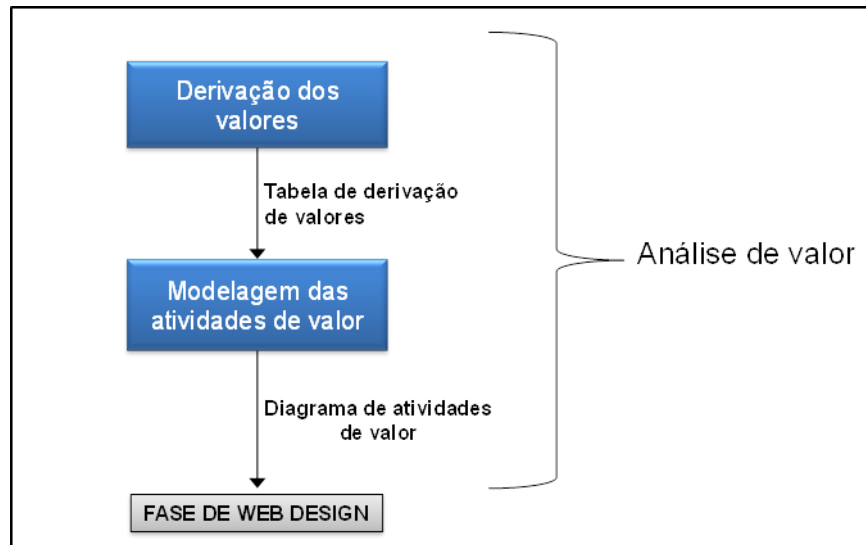 Derivação dos
valores
Tabela de derivação
de valores
Análise de valor
Modelagem das
atividades de valor
Diagrama de atividades
de valor
FASE DE WEB DESIGN